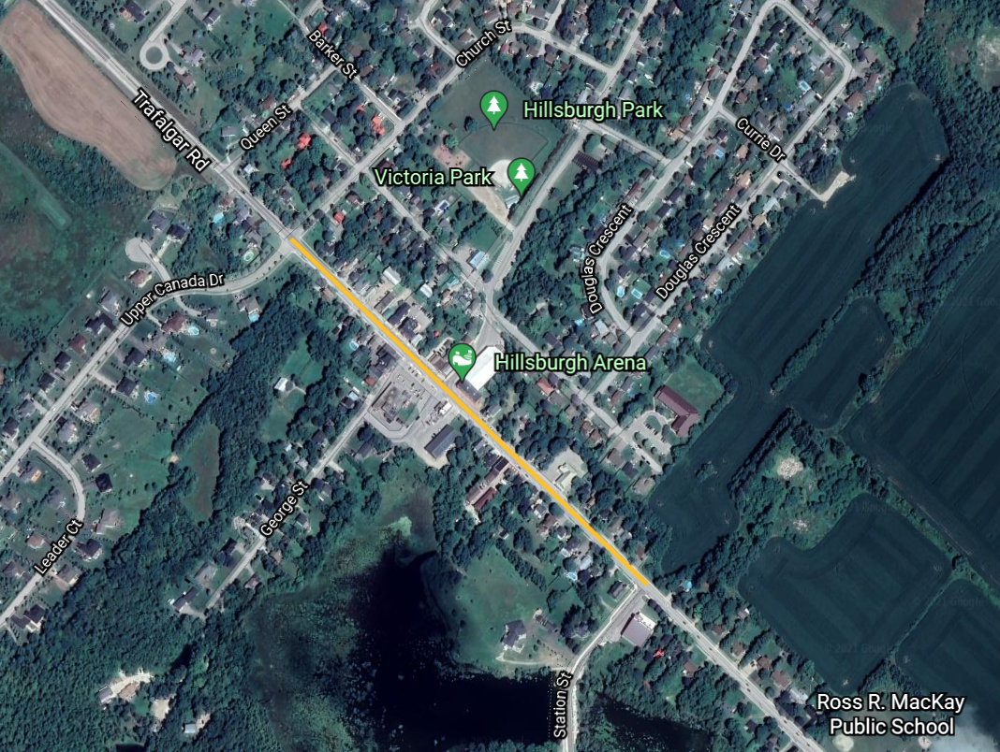 Barker St
Church St
Trafalgar Rd
Queen St
Hillsburgh Park
Currie Dr
Victoria Park
Douglas Crescent
Douglas Crescent
Upper Canada Dr
Hillsburgh Arena
George St
Leader Ct
Station St
Ross R. MacKay
Public School